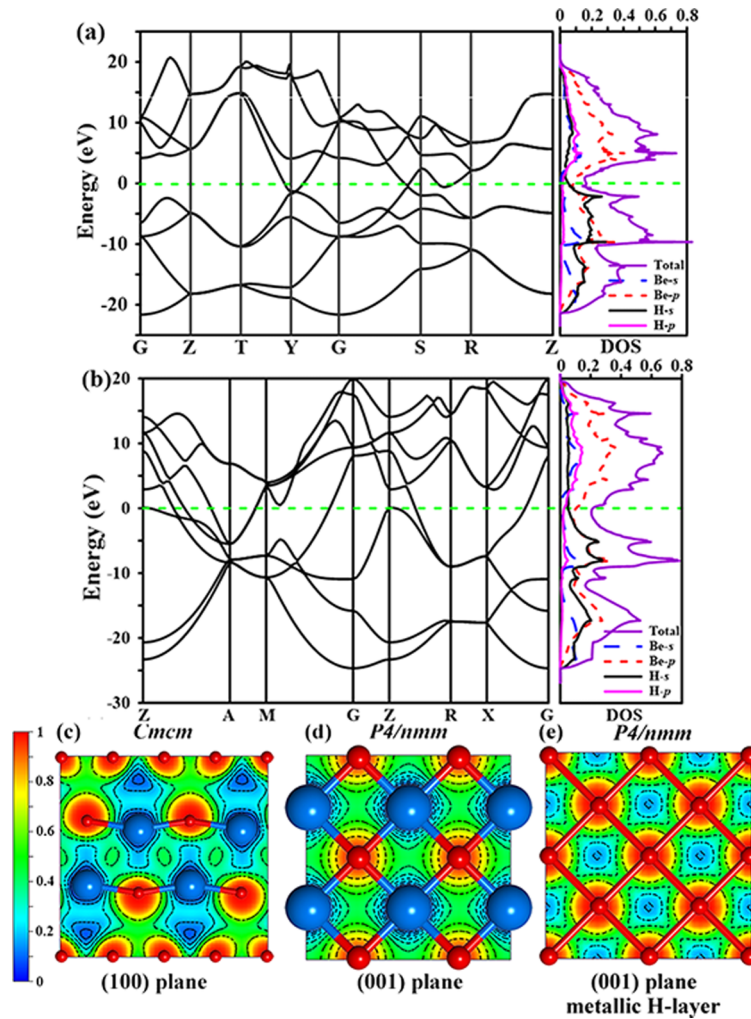 (a)
0 0.2 0.4 0.6 0.8
20
10
0
-10
-20
Energy (eV)
Total
Be-s
Be-p
H-s
H-p
G Z T Y G S R Z
DOS
(b)
0 0.2 0.4 0.6 0.8
20
10
0
-10
-20
-30
Energy (eV)
Total
Be-s
Be-p
H-s
H-p
Z A M G Z R X G
DOS
(c) Cmcm
(d) P4/nmm
(e) P4/nmm
1
0.8
0.6
0.4
0.2
0
(100) plane
(001) plane
(001) plane
metallic H-layer